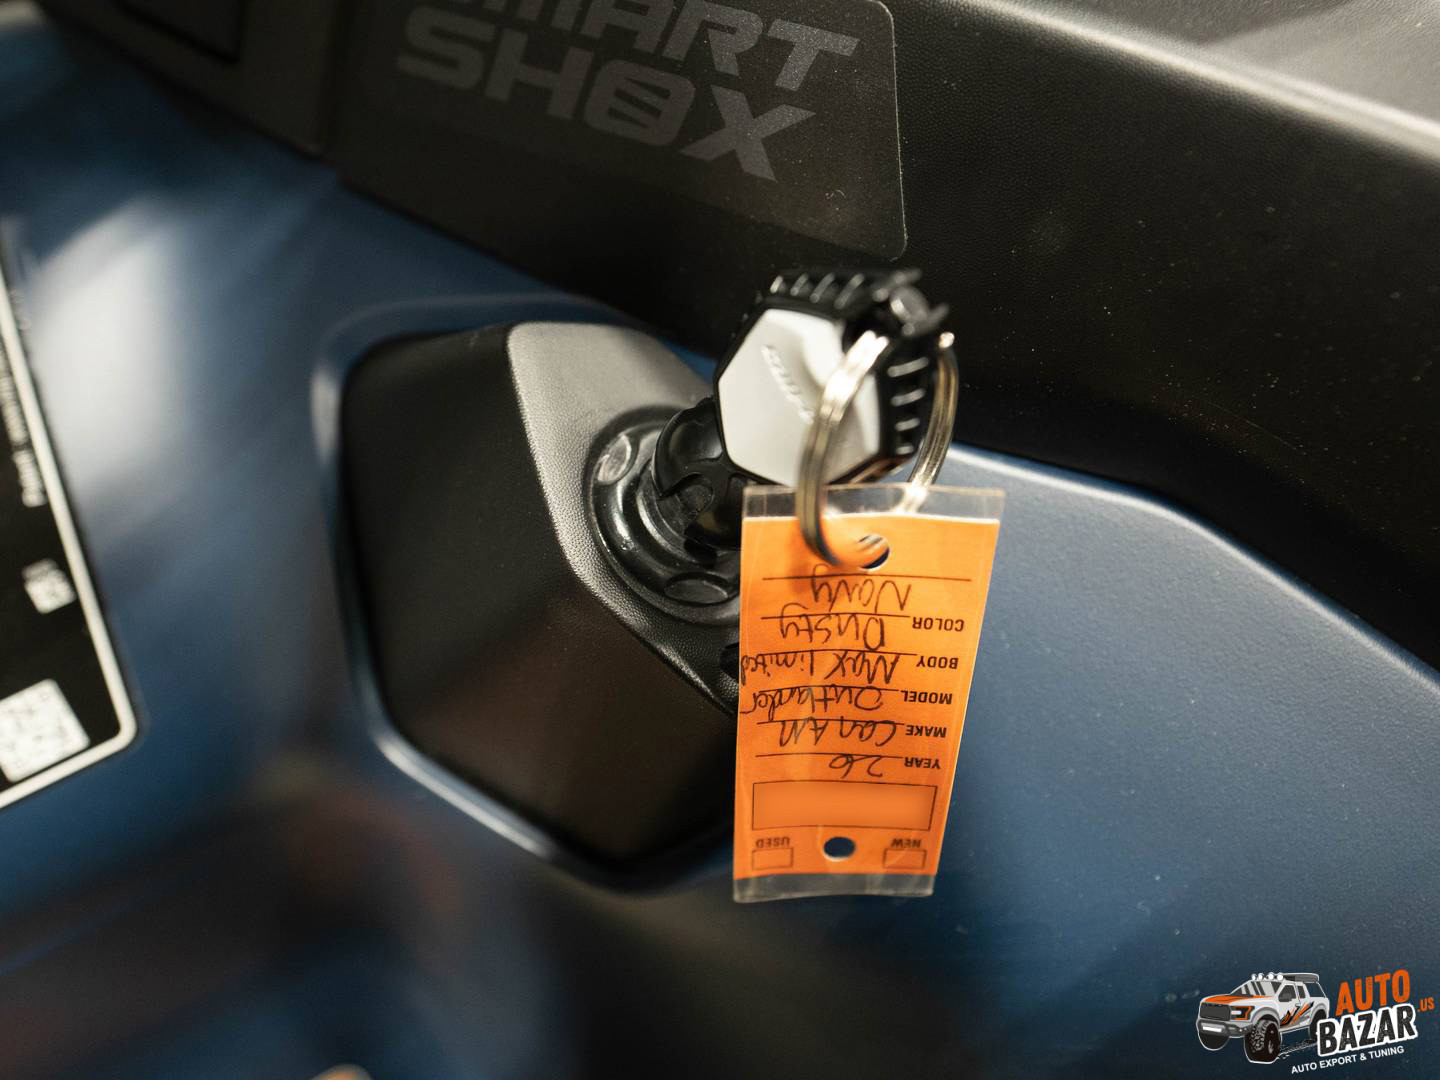 SMART
SHOX
Navy
COLOR Dusty
BODY Max Limited
MODEL Outlander
MAKE Can Am
YEAR 26
USED NEW
AUTO
BAZAR.US
AUTO EXPORT & TUNING